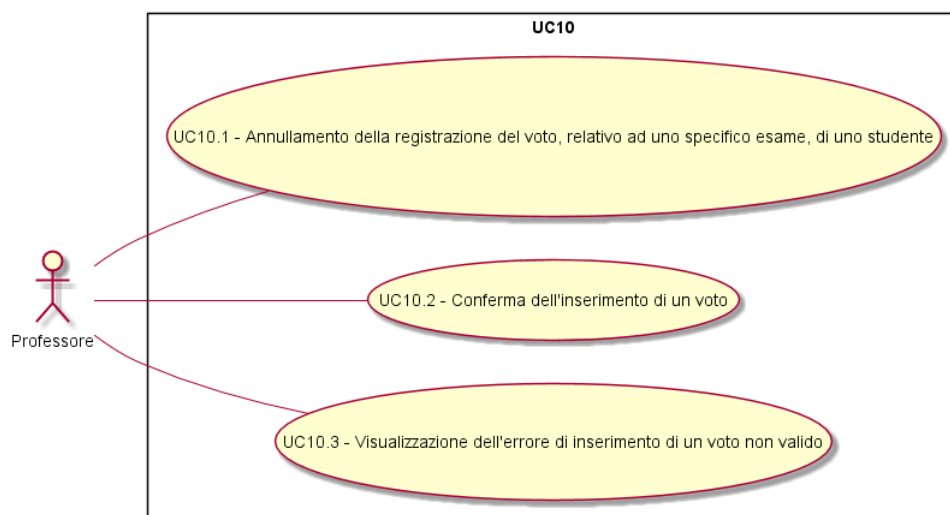 UC10
UC10.1 - Annullamento della registrazione del voto, relativo ad uno specifico esame, di uno studente
UC10.2 - Conferma dell'inserimento di un voto
Professore
UC10.3 - Visualizzazione dell'errore di inserimento di un voto non valido